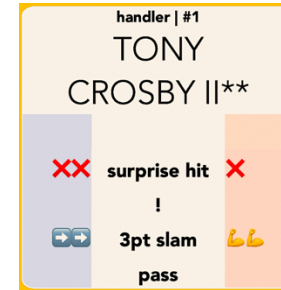 handler | #1
TONY
CROSBY II**
❌❌ surprise hit ❌
!
➡️➡️ 3pt slam 💪💪
pass